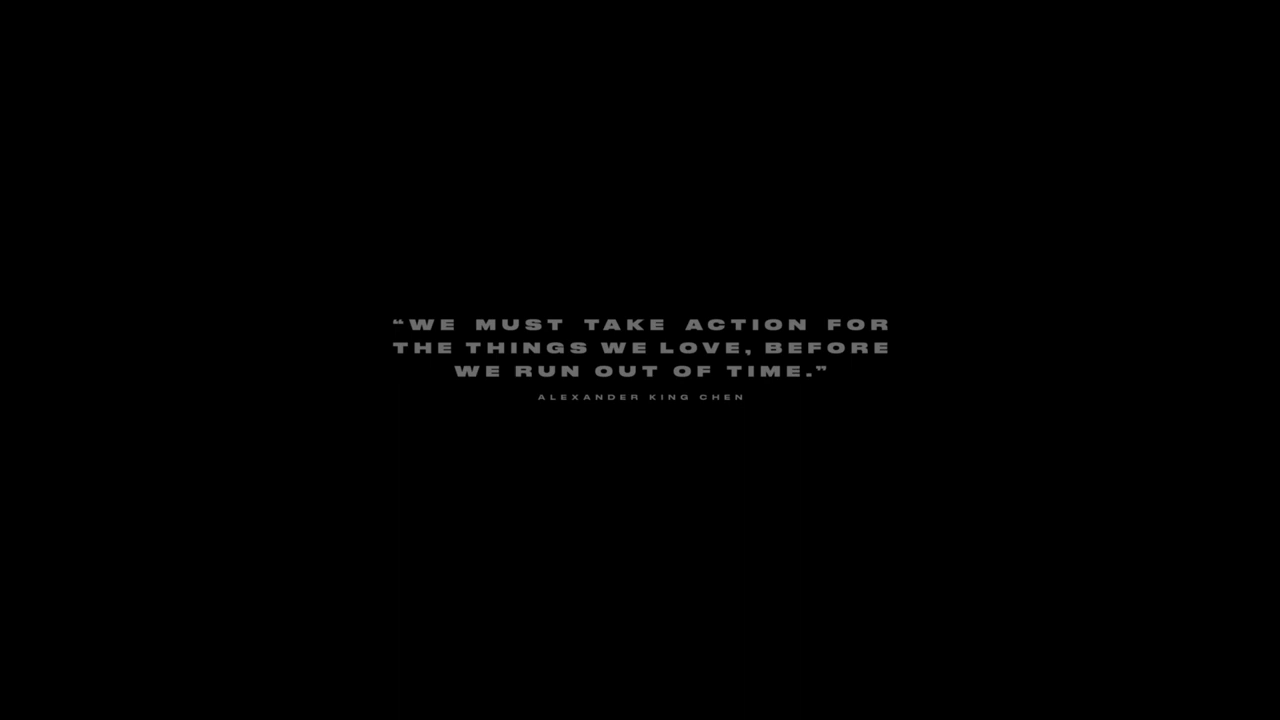 “WE MUST TAKE ACTION FOR
THE THINGS WE LOVE, BEFORE
WE RUN OUT OF TIME.”
ALEXANDER KING CHEN